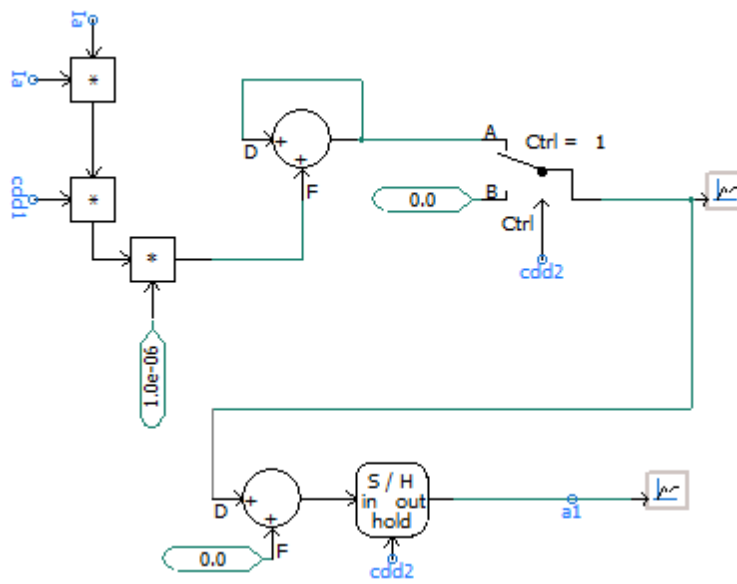 Ia
Ia
*
cdd1
*
*
1.0e-06
D
+
+
F
A
Ctrl = 1
B
0.0
Ctrl
cdd2
D
+
+
F
0.0
S / H
in out
hold
cdd2
a1